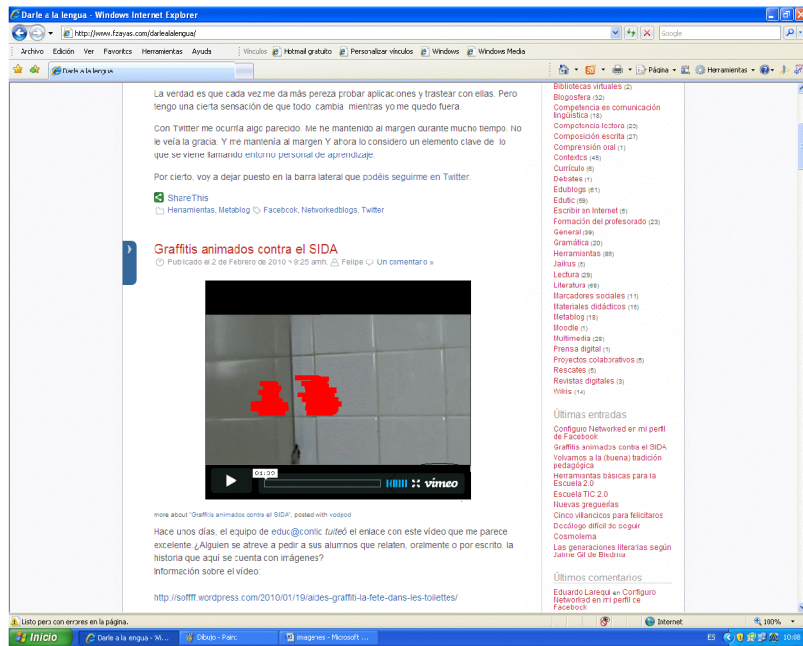 Darle a la lengua - Windows Internet Explorer
http://www.fzayas.com/darlealalengua/
Google
Archivo Edición Ver Favoritos Herramientas Ayuda
Vínculos Hotmail gratuito Personalizar vínculos Windows Windows Media
Darle a la lengua
Página Herramientas
La verdad es que cada vez me da más pereza probar aplicaciones y trastear con ellas. Pero
tengo una cierta sensación de que todo cambia mientras yo me quedo fuera.
Con Twitter me ocurría algo parecido. Me he mantenido al margen durante mucho tiempo. No
le veía la gracia. Y me mantenía al margen Y ahora lo considero un elemento clave de lo
que se viene llamando entorno personal de aprendizaje.
Por cierto, voy a dejar puesto en la barra lateral que podéis seguirme en Twitter.
ShareThis
Herramientas, Metablog Facebook, Networkedblogs, Twitter
Graffitis animados contra el SIDA
Publicado el 2 de Febrero de 2010 - 9:25 amh. Felipe Un comentario »
01:39
vimeo
more about "Graffitis animados contra el SIDA", posted with vodpod
Hace unos días, el equipo de educ@contic tuiteó el enlace con este vídeo que me parece
excelente.¿Alguien se atreve a pedir a sus alumnos que relaten, oralmente o por escrito, la
historia que aquí se cuenta con imágenes?
Información sobre el vídeo:
http://soffff.wordpress.com/2010/01/19/aides-graffiti-la-fete-dans-les-toilettes/
Bibliotecas virtuales (2)
Blogosfera (32)
Competencia en comunicación
lingüística (18)
Competencia lectora (23)
Composición escrita (27)
Comprensión oral (1)
Contextos (45)
Currículo (6)
Debates (1)
Edublogs (61)
Edutic (59)
Escribir en Internet (5)
Formación del profesorado (23)
General (39)
Gramática (20)
Herramientas (85)
Jaikus (5)
Lectura (29)
Literatura (68)
Marcadores sociales (11)
Materiales didácticos (16)
Metablog (18)
Moodle (1)
Multimedia (29)
Prensa digital (1)
Proyectos colaborativos (5)
Rescates (6)
Revistas digitales (3)
Wikis (14)
Últimas entradas
Configuro Networked en mi perfil
de Facebook
Graffitis animados contra el SIDA
Volvamos a la (buena) tradición
pedagógica
Herramientas básicas para la
Escuela 2.0
Escuela TIC 2.0
Nuevas greguerías
Cinco villancicos para felicitaros
Decálogo difícil de seguir
Cosmolema
Las generaciones literarias según
Jaime Gil de Biedma
Últimos comentarios
Eduardo Larequi en Configuro
Networked en mi perfil de
Facebook
Listo pero con errores en la página.
Internet
100%
Inicio
Darle a la lengua - Wi...
Dibujo - Paint
imagenes - Microsoft ...
ES
10:08